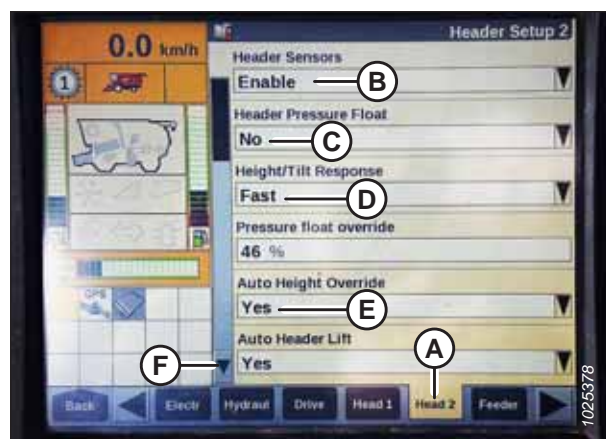 0.0 km/h
Header Setup 2
1
Header Sensors
Enable
B
Header Pressure Float
No
C
Height/Tilt Response
Fast
D
Pressure float override
46 %
Auto Height Override
Yes
E
Auto Header Lift
Yes
A
F
GPS
Back
Electr
Hydraul
Drive
Head 1
Head 2
Feeder
1025378